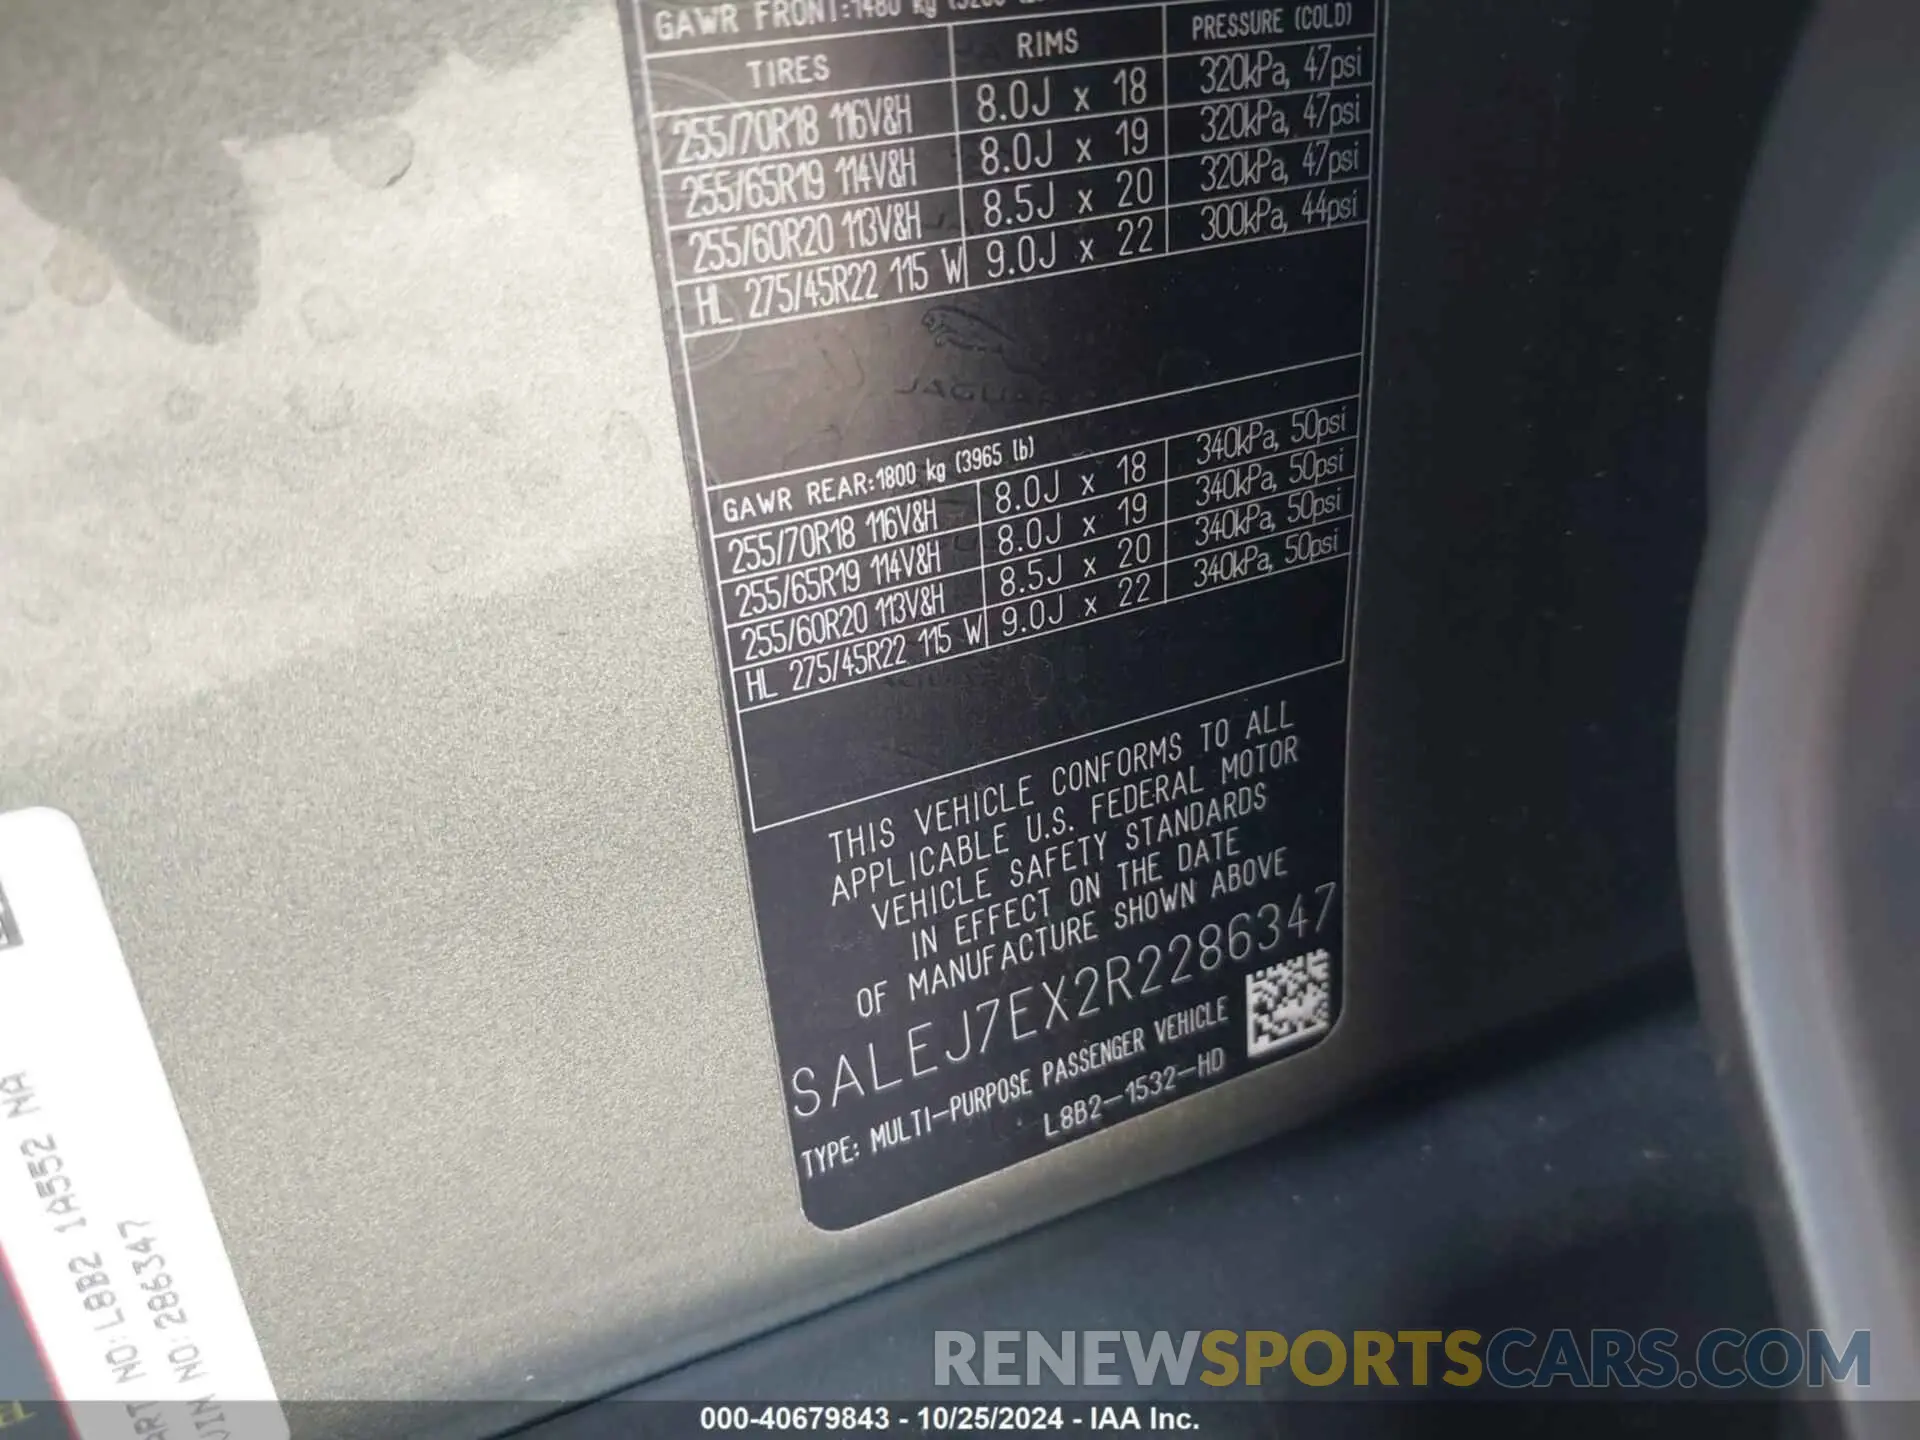 GAWR FRONT:1480 kg
TIRES RIMS PRESSURE (COLD)
255/70R18 116V&H 8.0J x 18 320kPa, 47psi
255/65R19 114V&H 8.0J x 19 320kPa, 47psi
255/60R20 113V&H 8.5J x 20 320kPa, 47psi
HL 275/45R22 115 W 9.0J x 22 300kPa, 44psi
JAGUAR
GAWR REAR:1800 kg (3965 lb)
255/70R18 116V&H 8.0J x 18 340kPa, 50psi
255/65R19 114V&H 8.0J x 19 340kPa, 50psi
255/60R20 113V&H 8.5J x 20 340kPa, 50psi
HL 275/45R22 115 W 9.0J x 22 340kPa, 50psi
THIS VEHICLE CONFORMS TO ALL
APPLICABLE U.S. FEDERAL MOTOR
VEHICLE SAFETY STANDARDS
IN EFFECT ON THE DATE
OF MANUFACTURE SHOWN ABOVE
SALEJ7EX2R2286347
TYPE: MULTI-PURPOSE PASSENGER VEHICLE
L8B2-1532-HD
ART NO:L8B2 1A552 NA
VIN NO:286347
RENEWSPORTSCARS.COM
000-40679843 - 10/25/2024 - IAA Inc.